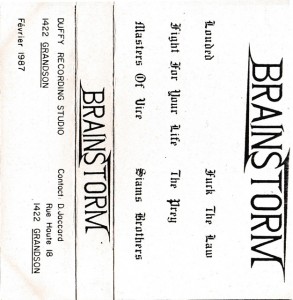 BRAINSTORM
Louded
Fuck The Law
Fight For Your Life
The Prey
Masters Of Vice
Siams Brothers
BRAINSTORM
DUFFY RECORDING STUDIO
1422 GRANDSON
Février 1987
Contact: D. Jaccard
Rue Haute 18
1422 GRANDSON